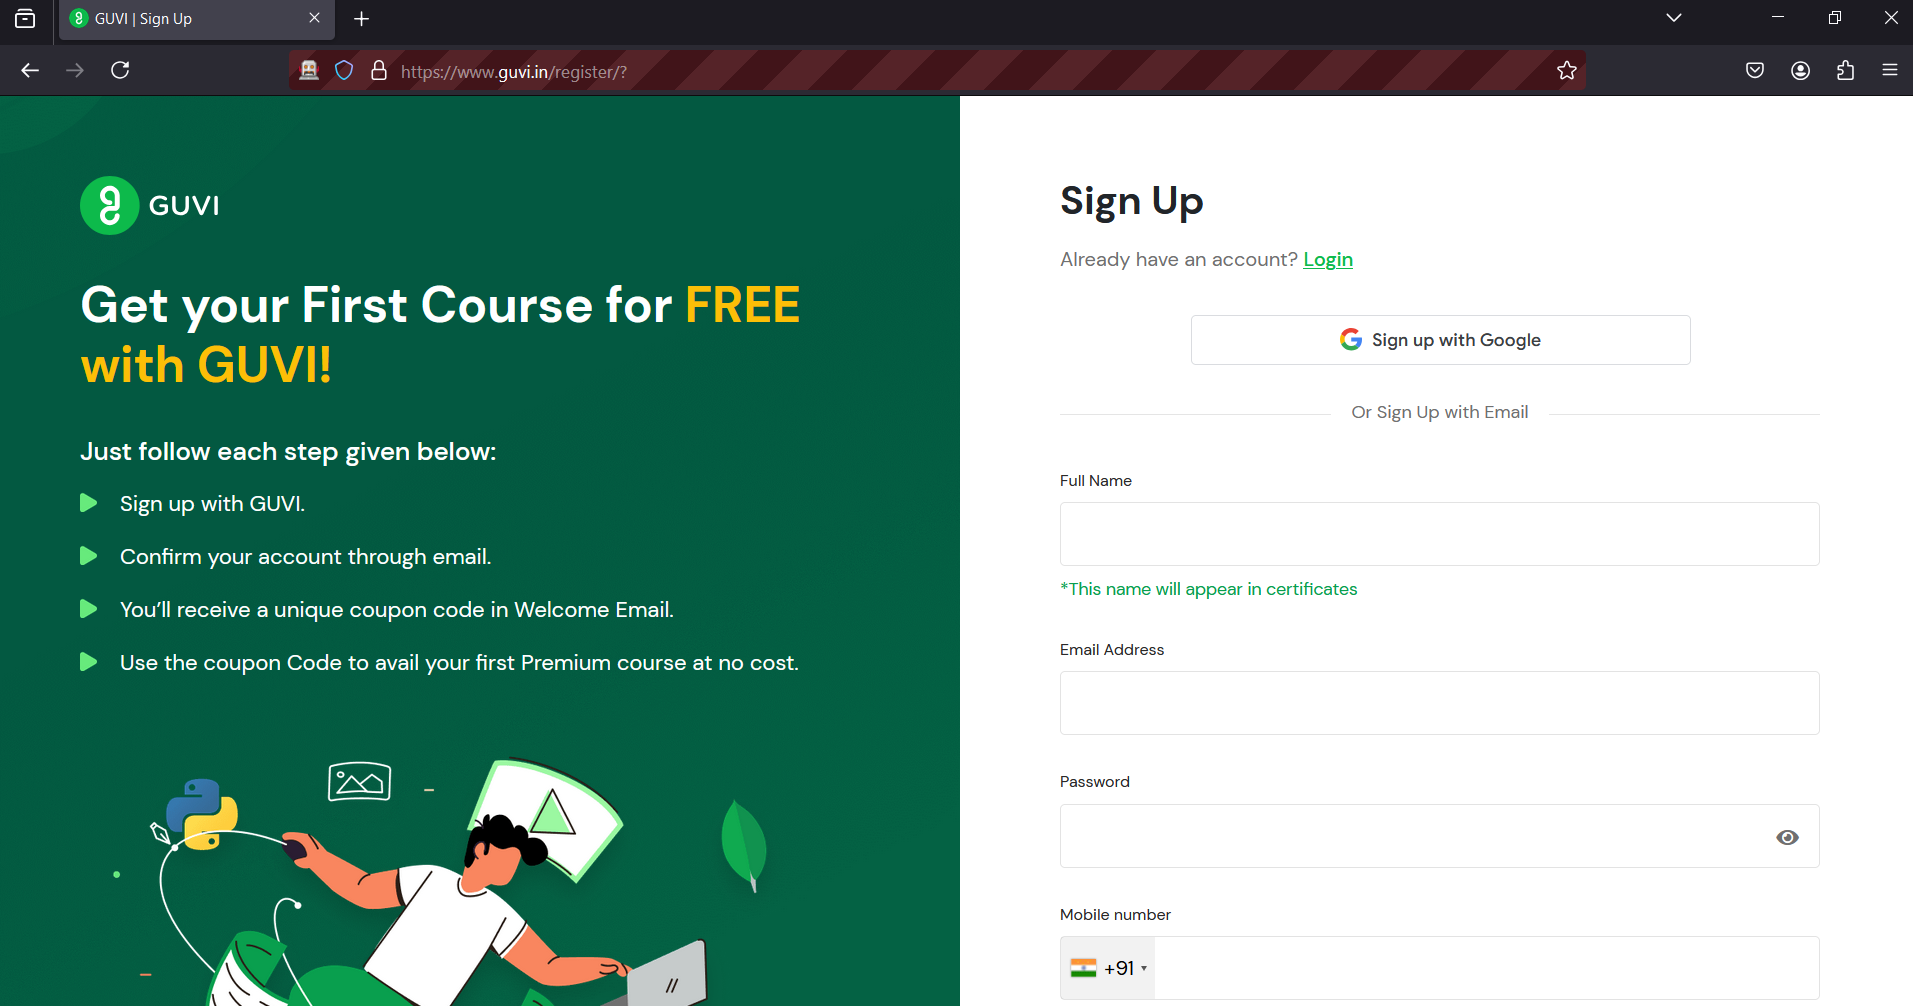 GUVI | Sign Up
https://www.guvi.in/register/?
GUVI
Get your First Course for FREE
with GUVI!
Just follow each step given below:
Sign up with GUVI.
Confirm your account through email.
You’ll receive a unique coupon code in Welcome Email.
Use the coupon Code to avail your first Premium course at no cost.
//
Sign Up
Already have an account? Login
Sign up with Google
Or Sign Up with Email
Full Name
*This name will appear in certificates
Email Address
Password
Mobile number
+91